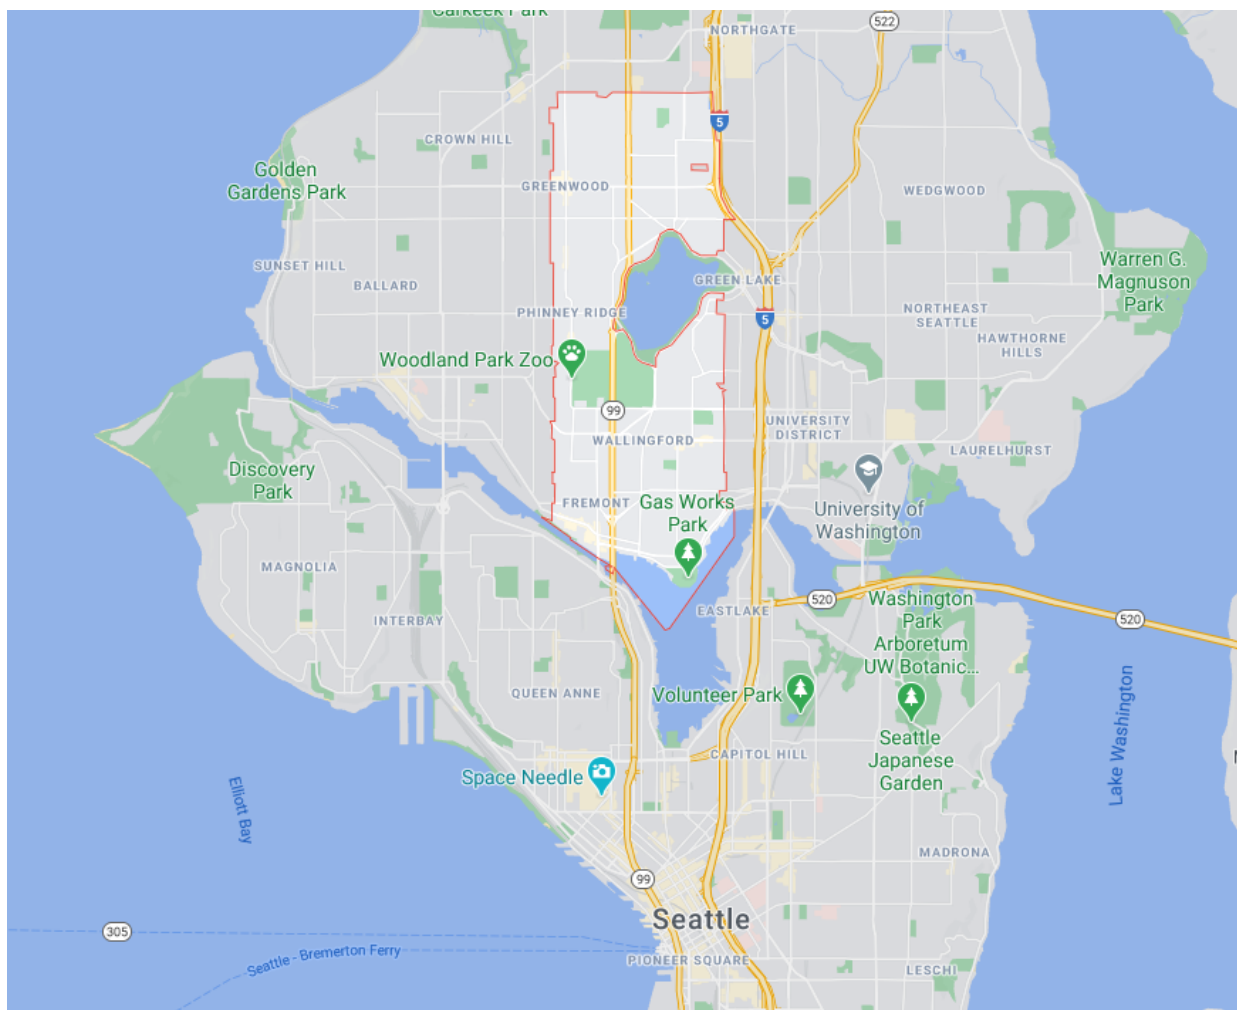 Carkeek Park
522
NORTHGATE
5
CROWN HILL
Golden
Gardens Park
GREENWOOD
WEDGWOOD
SUNSET HILL
BALLARD
GREEN LAKE
Warren G.
Magnuson
Park
PHINNEY RIDGE
5
NORTHEAST
SEATTLE
HAWTHORNE
HILLS
Woodland Park Zoo
99
WALLINGFORD
UNIVERSITY
DISTRICT
LAURELHURST
Discovery
Park
FREMONT
Gas Works
Park
University of
Washington
MAGNOLIA
INTERBAY
EASTLAKE
520
Washington
Park
Arboretum
UW Botanic...
520
QUEEN ANNE
Volunteer Park
Lake Washington
Seattle
Japanese
Garden
CAPITOL HILL
Space Needle
Elliott Bay
MADRONA
99
Seattle
305
Seattle - Bremerton Ferry
PIONEER SQUARE
LESCHI